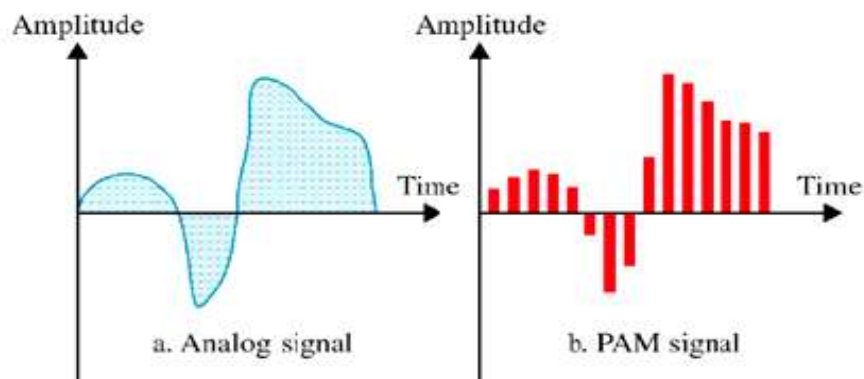 Amplitude
Time
a. Analog signal
Amplitude
Time
b. PAM signal